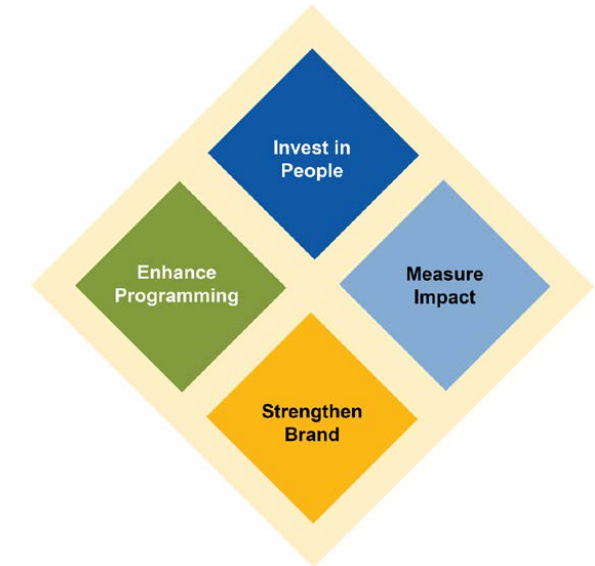 Invest in
People
Enhance
Programming
Measure
Impact
Strengthen
Brand